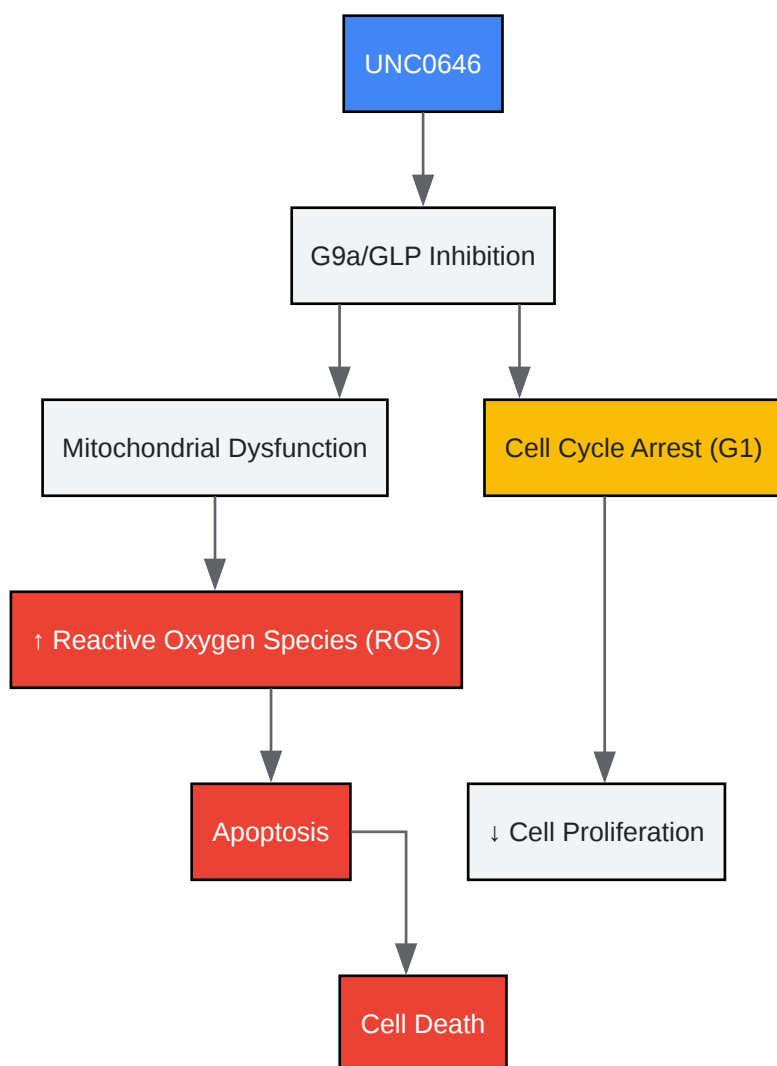 UNC0646
G9a/GLP Inhibition
Mitochondrial Dysfunction
Cell Cycle Arrest (G1)
↑ Reactive Oxygen Species (ROS)
Apoptosis
↓ Cell Proliferation
Cell Death